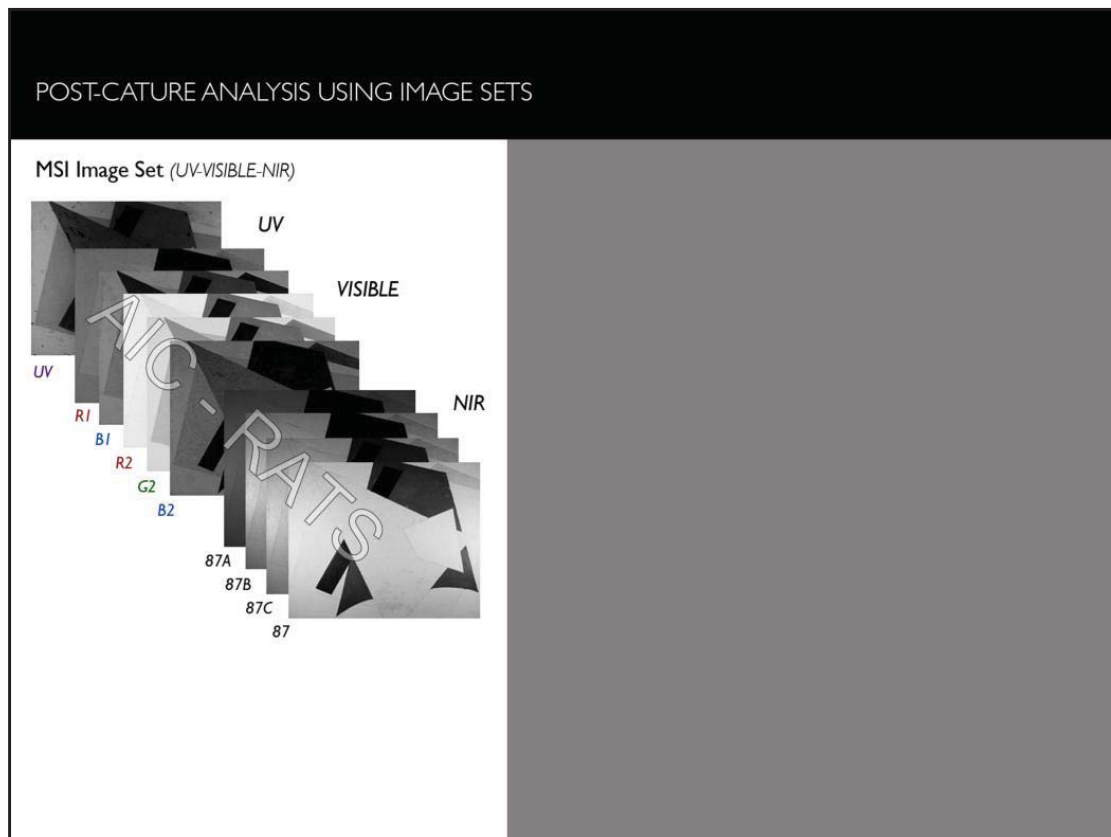 POST-CATURE ANALYSIS USING IMAGE SETS
MSI Image Set (UV-VISIBLE-NIR)
UV
VISIBLE
NIR
UV
R1
B1
R2
G2
B2
87A
87B
87C
87
AIC - RATS